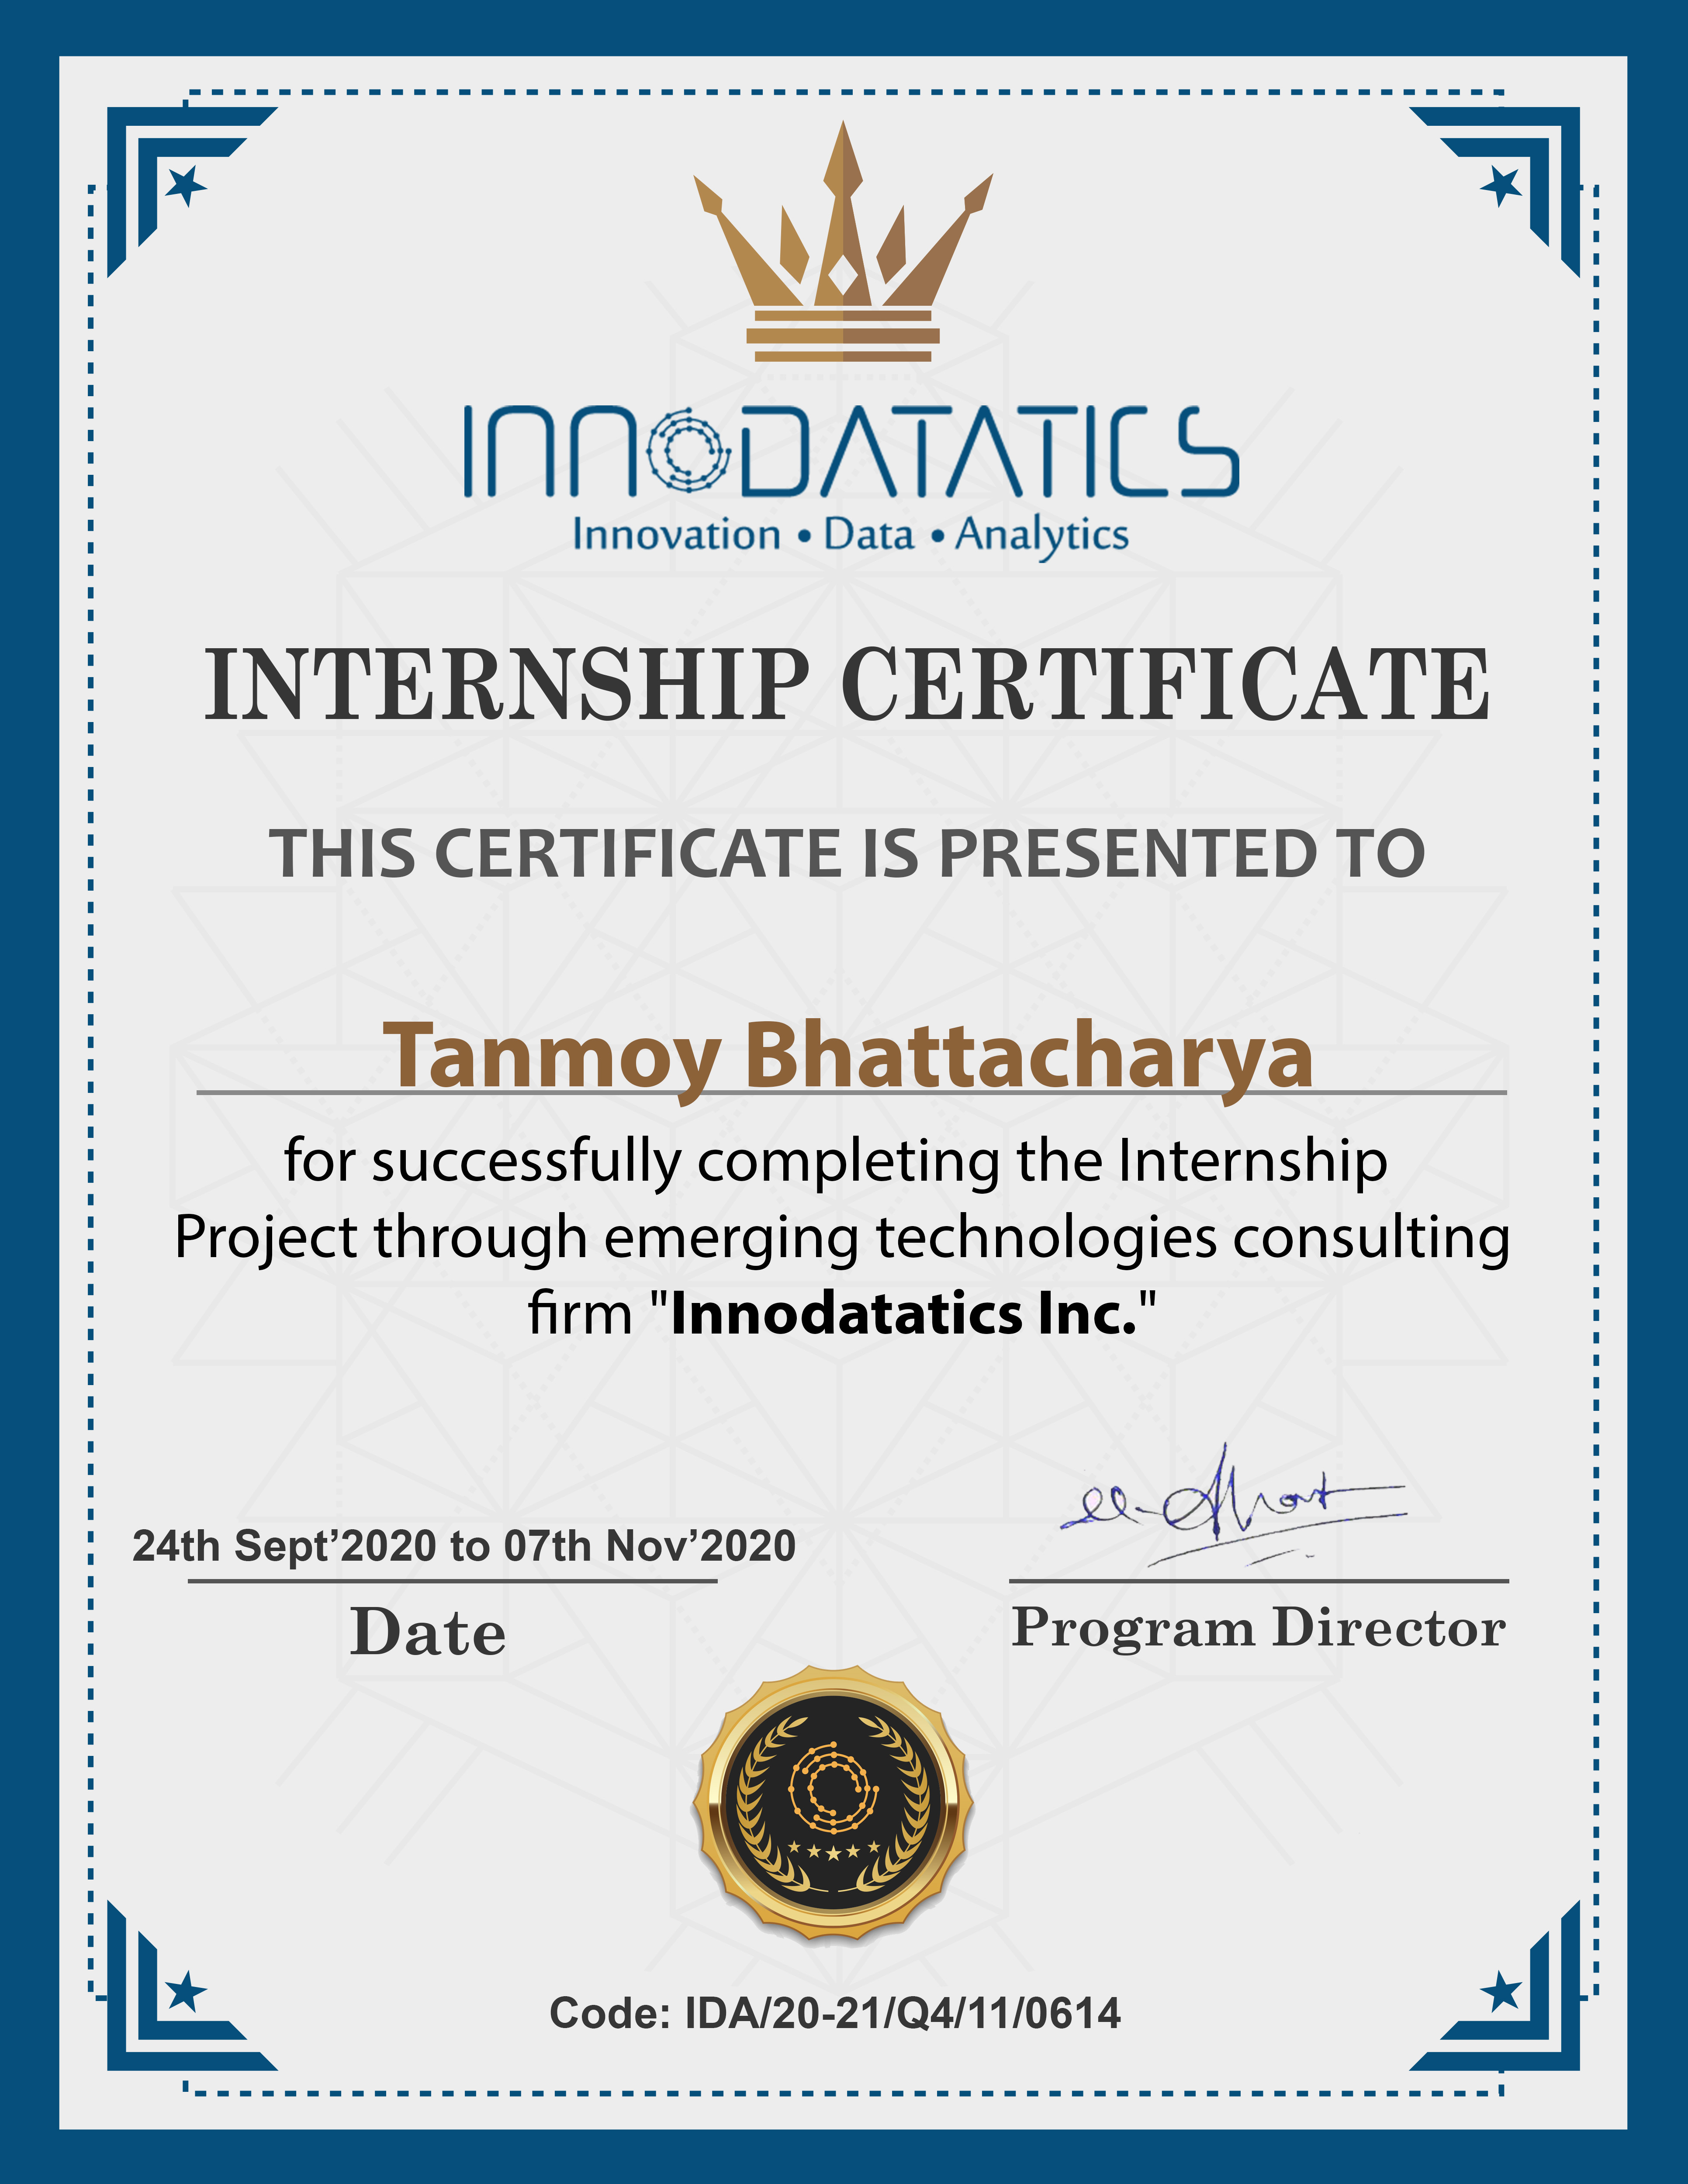 INNODATATICS
Innovation • Data • Analytics
INTERNSHIP CERTIFICATE
THIS CERTIFICATE IS PRESENTED TO
Tanmoy Bhattacharya
for successfully completing the Internship
Project through emerging technologies consulting
firm "Innodatatics Inc."
24th Sept’2020 to 07th Nov’2020
Date
Program Director
Code: IDA/20-21/Q4/11/0614